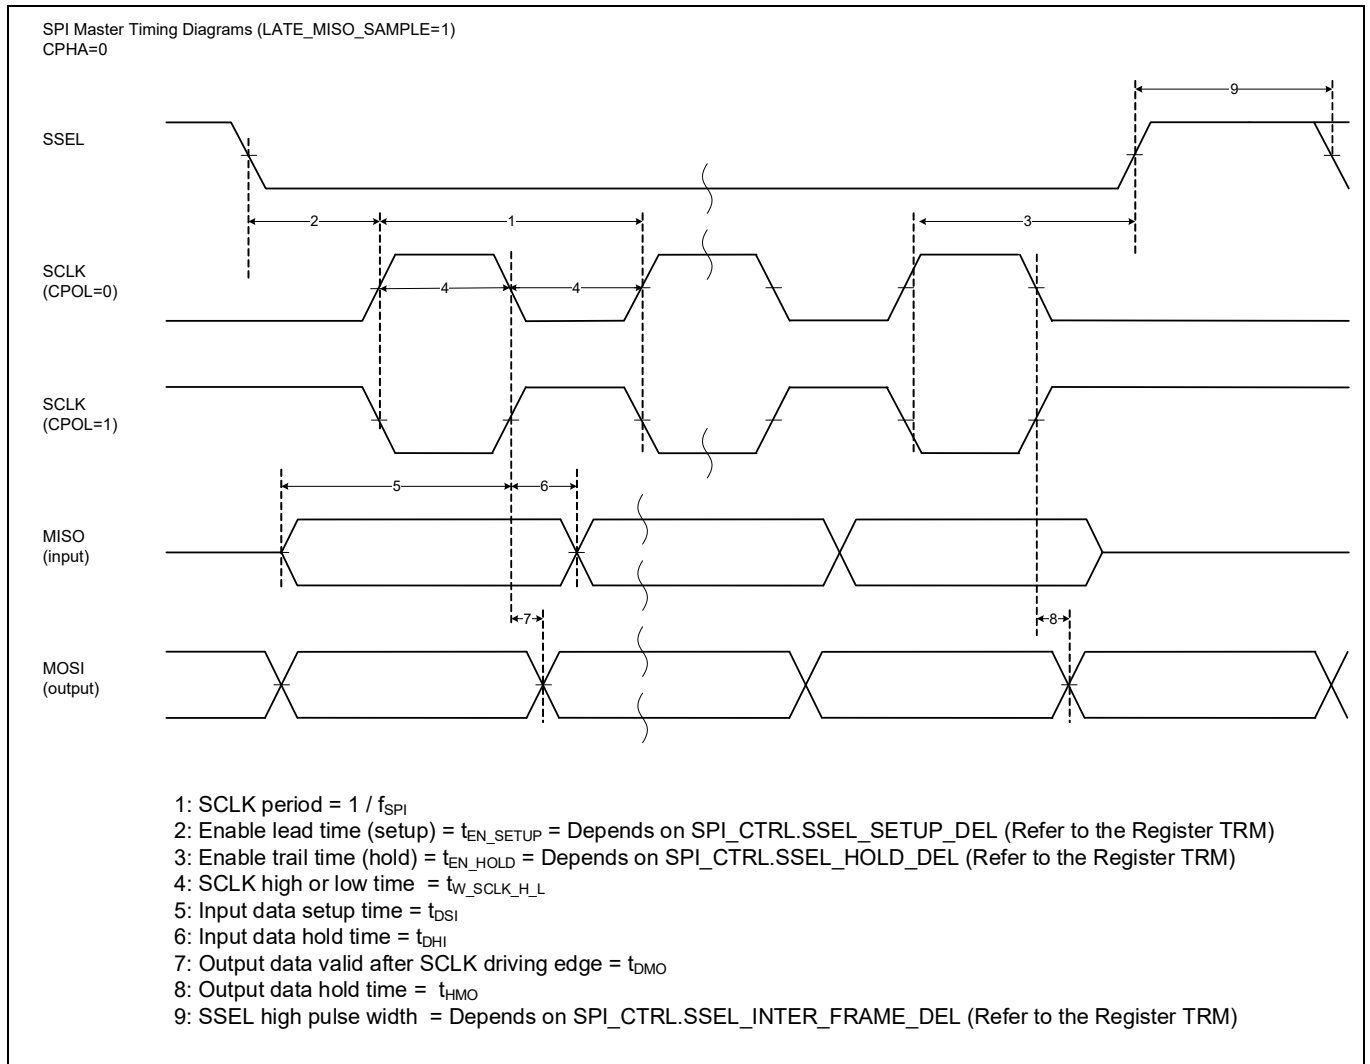 SPI Master Timing Diagrams (LATE_MISO_SAMPLE=1)
CPHA=0
9
SSEL
2
1
3
SCLK
(CPOL=0)
4
4
SCLK
(CPOL=1)
5
6
MISO
(input)
7
8
MOSI
(output)
1: SCLK period = 1 / fSPI
2: Enable lead time (setup) = tEN_SETUP = Depends on SPI_CTRL.SSEL_SETUP_DEL (Refer to the Register TRM)
3: Enable trail time (hold) = tEN_HOLD = Depends on SPI_CTRL.SSEL_HOLD_DEL (Refer to the Register TRM)
4: SCLK high or low time = tW_SCLK_H_L
5: Input data setup time = tDSI
6: Input data hold time = tDHI
7: Output data valid after SCLK driving edge = tDMO
8: Output data hold time = tHMO
9: SSEL high pulse width = Depends on SPI_CTRL.SSEL_INTER_FRAME_DEL (Refer to the Register TRM)